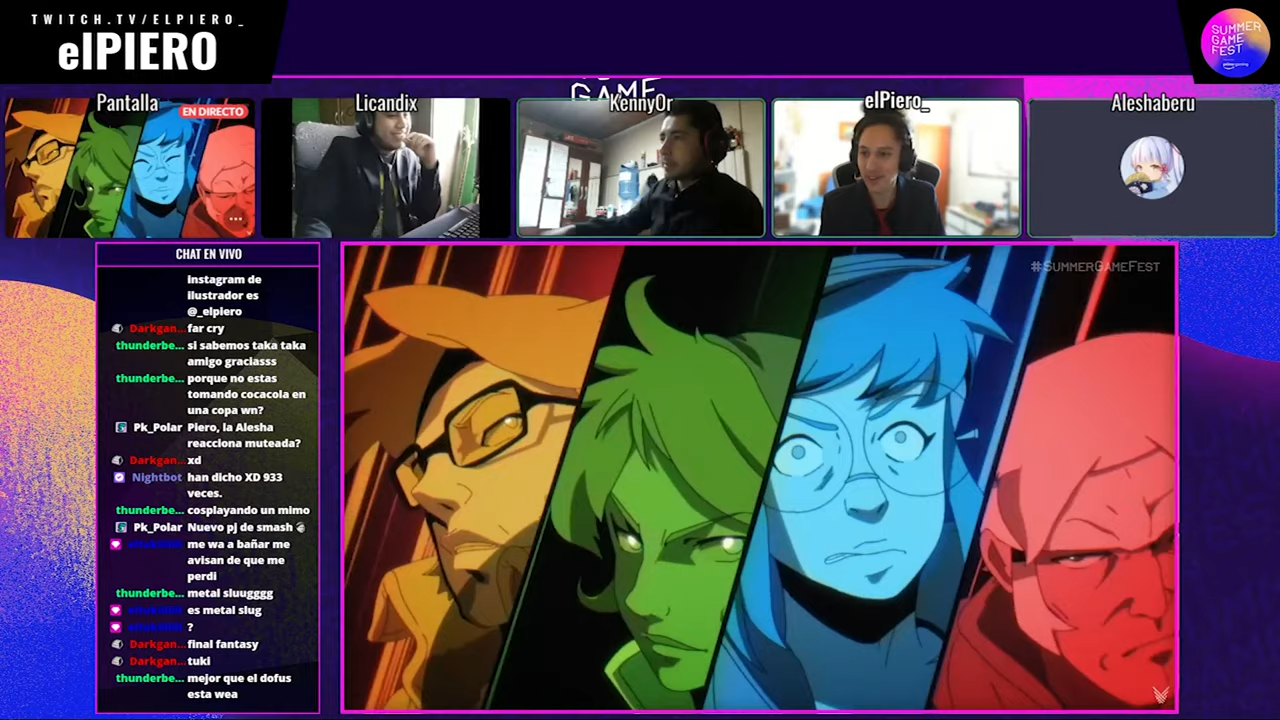 TWITCH.TV/ELPIERO_
elPIERO
SUMMER
GAME
FEST
prime gaming
GAME
Pantalla
EN DIRECTO
Licandix
KennyOr
elPiero_
Aleshaberu
CHAT EN VIVO
instagram de
ilustrador es
@_elpiero
Darkgan... far cry
thunderbe... si sabemos taka taka
amigo graciasss
thunderbe... porque no estas
tomando cocacola en
una copa wn?
Pk_Polar Piero, la Alesha
reacciona muteada?
Darkgan... xd
Nightbot han dicho XD 933
veces.
thunderbe... cosplayando un mimo
Pk_Polar Nuevo pj de smash
me wa a bañar me
avisan de que me
perdi
thunderbe... metal sluugggg
es metal slug
?
Darkgan... final fantasy
Darkgan... tuki
thunderbe... mejor que el dofus
esta wea
#SUMMERGAMEFEST